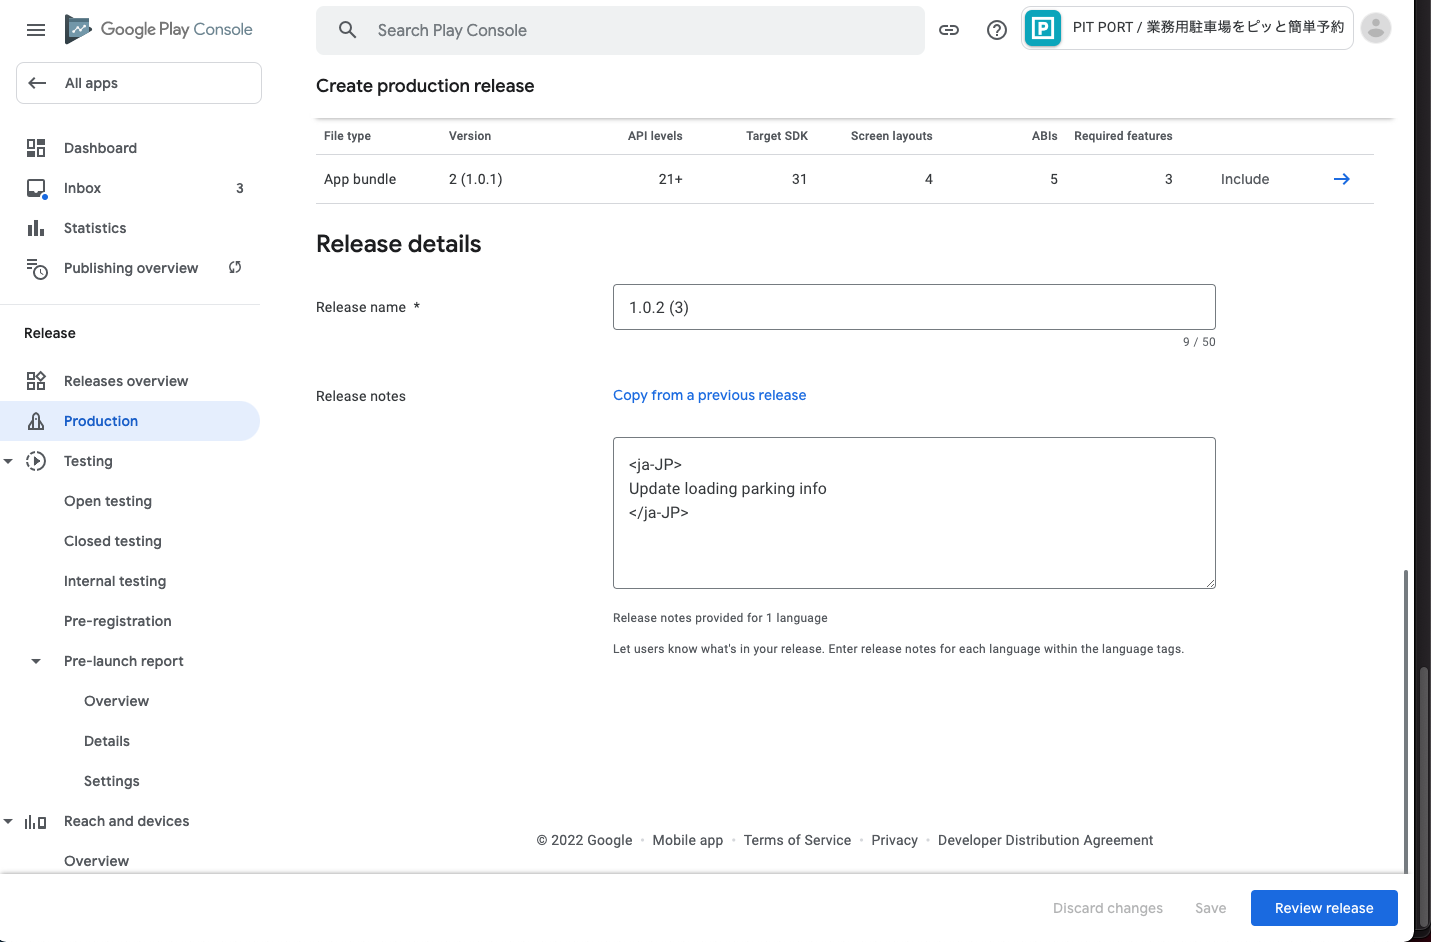 Google Play Console
Search Play Console
PIT PORT / 業務用駐車場をピッと簡単予約
All apps
Dashboard
Inbox 3
Statistics
Publishing overview
Release
Releases overview
Production
Testing
Open testing
Closed testing
Internal testing
Pre-registration
Pre-launch report
Overview
Details
Settings
Reach and devices
Overview
Create production release
File type Version API levels Target SDK Screen layouts ABIs Required features
App bundle 2 (1.0.1) 21+ 31 4 5 3 Include
Release details
Release name *
1.0.2 (3)
9 / 50
Release notes
Copy from a previous release
<ja-JP>
Update loading parking info
</ja-JP>
Release notes provided for 1 language
Let users know what's in your release. Enter release notes for each language within the language tags.
© 2022 Google · Mobile app · Terms of Service · Privacy · Developer Distribution Agreement
Discard changes Save Review release